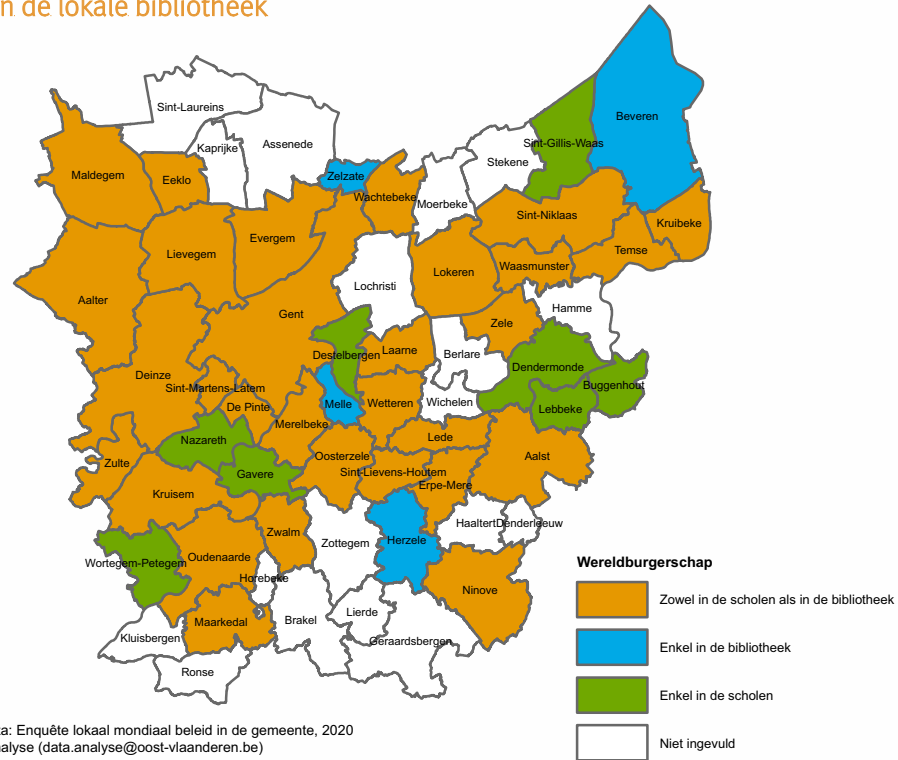 n de lokale bibliotheek
Sint-Laureins
Kaprijke
Assenede
Beveren
Sint-Gillis-Waas
Stekene
Maldegem
Eeklo
Zelzate
Wachtebeke
Moerbeke
Sint-Niklaas
Kruibeke
Evergem
Lievegem
Temse
Waasmunster
Lokeren
Lochristi
Aalter
Hamme
Gent
Zele
Laarne
Berlare
Destelbergen
Dendermonde
Buggenhout
Deinze
Sint-Martens-Latem
De Pinte
Melle
Wetteren
Wichelen
Lebbeke
Merelbeke
Nazareth
Lede
Zulte
Oosterzele
Aalst
Gavere
Sint-Lievens-Houtem
Erpe-Mere
Kruisem
Zwalm
Haaltert
Denderleeuw
Zottegem
Herzele
Oudenaarde
Wortegem-Petegem
Horebeke
Ninove
Maarkedal
Brakel
Lierde
Kluisbergen
Geraardsbergen
Ronse
Wereldburgerschap
Zowel in de scholen als in de bibliotheek
Enkel in de bibliotheek
Enkel in de scholen
Niet ingevuld
ta: Enquête lokaal mondiaal beleid in de gemeente, 2020
nalyse (data.analyse@oost-vlaanderen.be)